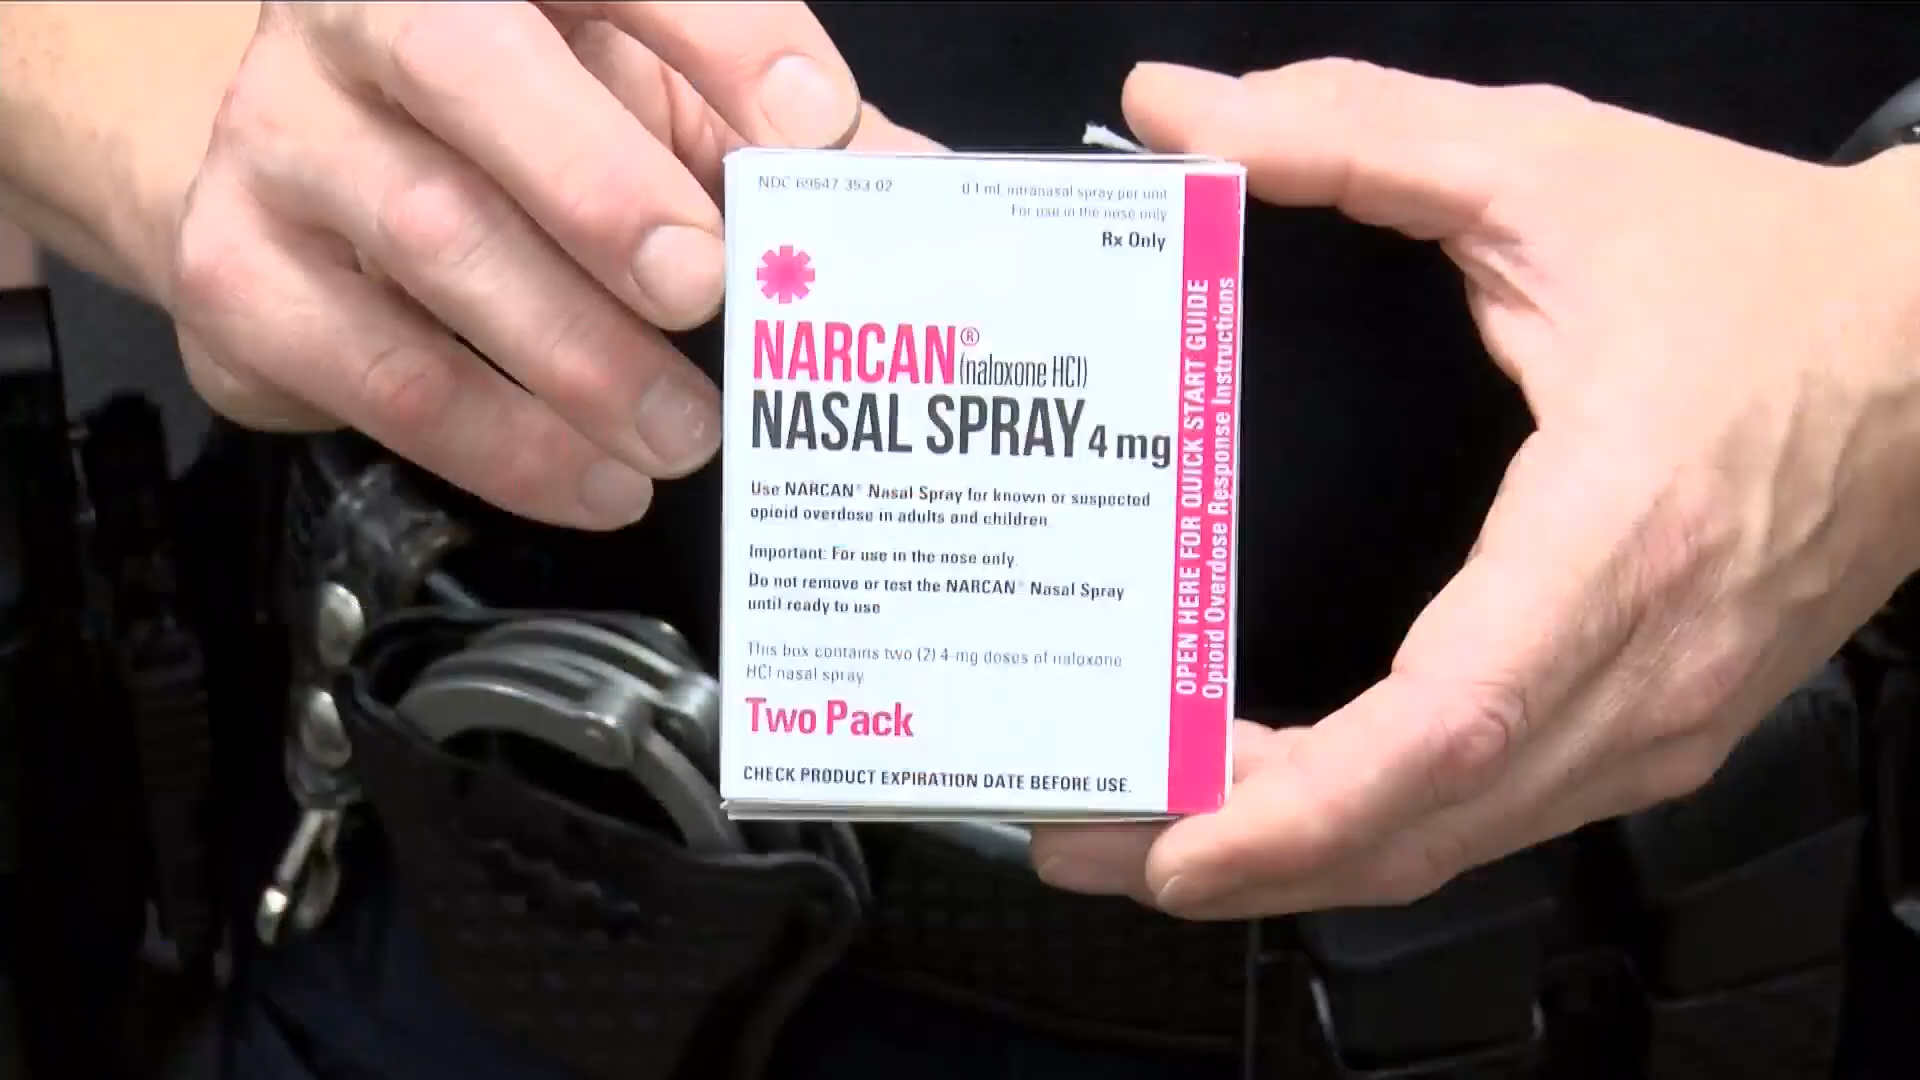 NDC 69547 353 02
0.1 mL intranasal spray per unit
For use in the nose only
Rx Only
NARCAN®
(naloxone HCl)
NASAL SPRAY 4 mg
Use NARCAN® Nasal Spray for known or suspected
opioid overdose in adults and children
Important: For use in the nose only.
Do not remove or test the NARCAN® Nasal Spray
until ready to use
This box contains two (2) 4-mg doses of naloxone
HCl nasal spray
Two Pack
CHECK PRODUCT EXPIRATION DATE BEFORE USE.
OPEN HERE FOR QUICK START GUIDE
Opioid Overdose Response Instructions